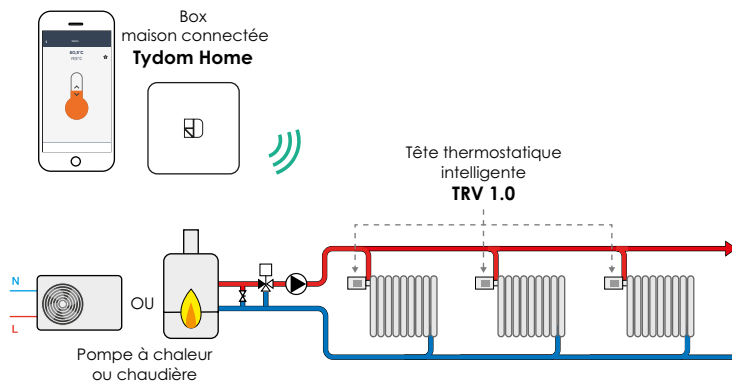 Box
maison connectée
Tydom Home
Tête thermostatique
intelligente
TRV 1.0
N
L
OU
Pompe à chaleur
ou chaudière